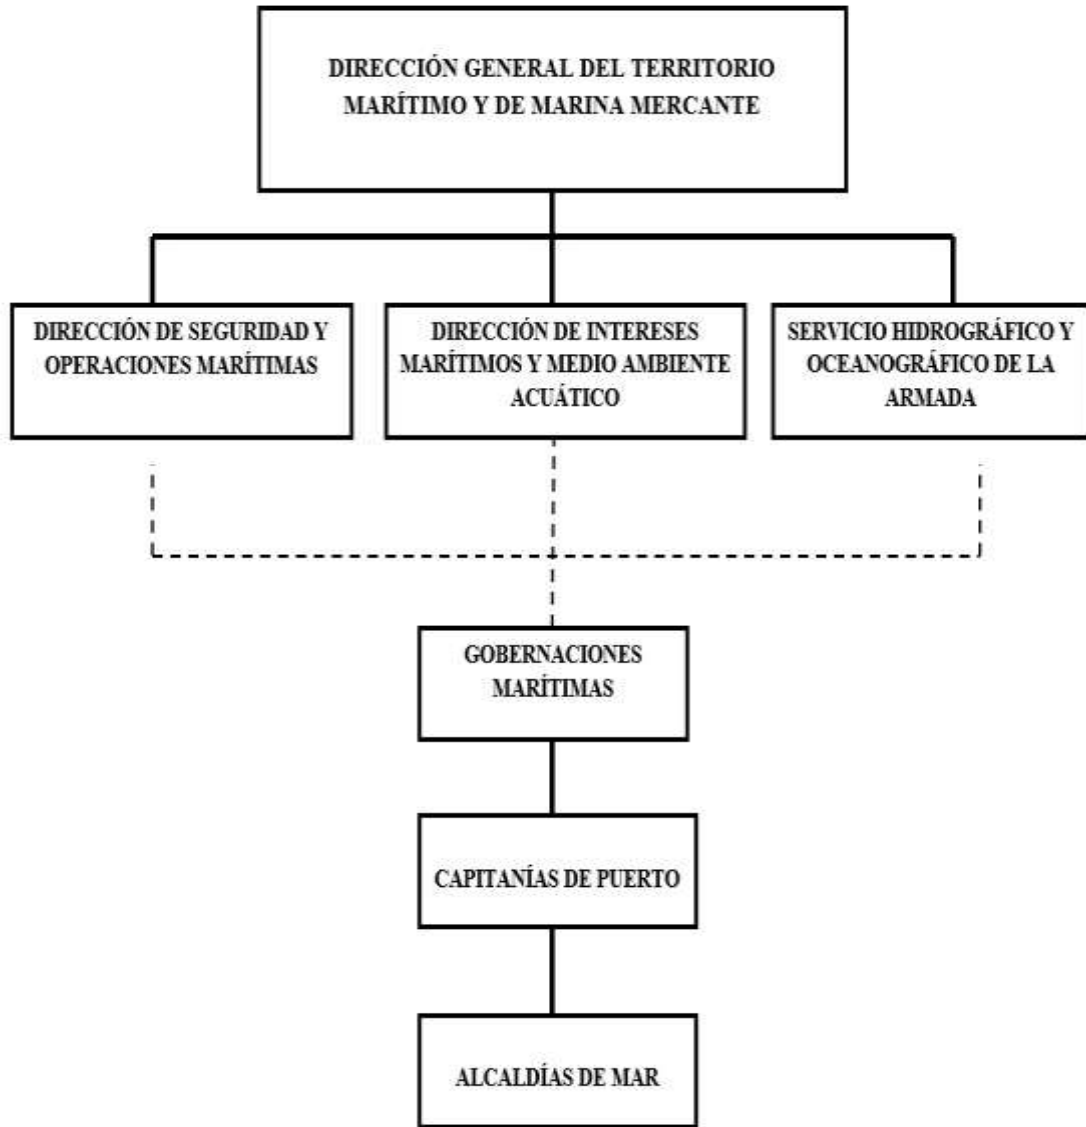 DIRECCIÓN GENERAL DEL TERRITORIO
MARÍTIMO Y DE MARINA MERCANTE
DIRECCIÓN DE SEGURIDAD Y
OPERACIONES MARÍTIMAS
DIRECCIÓN DE INTERESES
MARÍTIMOS Y MEDIO AMBIENTE
ACUÁTICO
SERVICIO HIDROGRÁFICO Y
OCEANOGRÁFICO DE LA
ARMADA
GOBERNACIONES
MARÍTIMAS
CAPITANÍAS DE PUERTO
ALCALDÍAS DE MAR